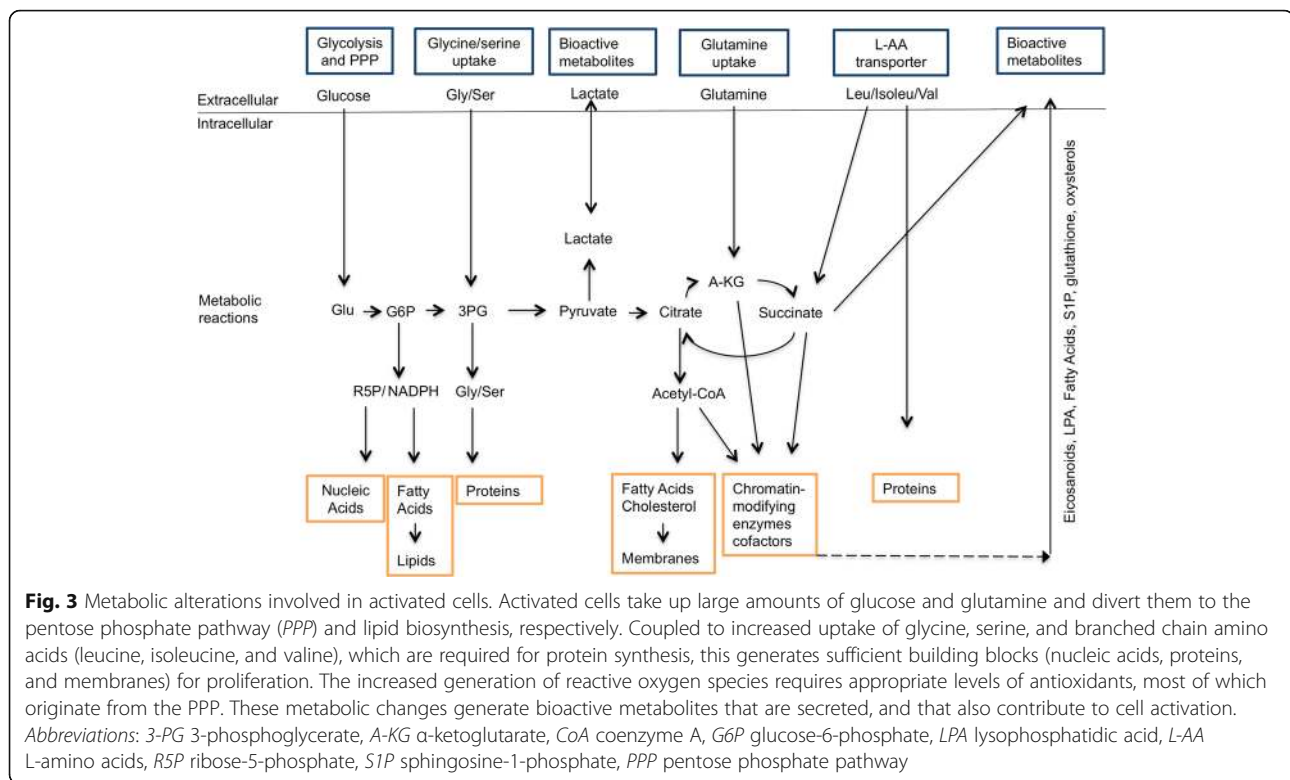 Glycolysis and PPP
Glycine/serine uptake
Bioactive metabolites
Glutamine uptake
L-AA transporter
Bioactive metabolites
Extracellular
Glucose
Gly/Ser
Lactate
Glutamine
Leu/Isoleu/Val
Intracellular
Lactate
A-KG
Metabolic reactions
Glu
G6P
3PG
Pyruvate
Citrate
Succinate
R5P/NADPH
Gly/Ser
Acetyl-CoA
Nucleic Acids
Fatty Acids
Lipids
Proteins
Fatty Acids Cholesterol
Membranes
Chromatin-modifying enzymes cofactors
Proteins
Eicosanoids, LPA, Fatty Acids, S1P, glutathione, oxysterols
Fig. 3 Metabolic alterations involved in activated cells. Activated cells take up large amounts of glucose and glutamine and divert them to the
pentose phosphate pathway (PPP) and lipid biosynthesis, respectively. Coupled to increased uptake of glycine, serine, and branched chain amino
acids (leucine, isoleucine, and valine), which are required for protein synthesis, this generates sufficient building blocks (nucleic acids, proteins,
and membranes) for proliferation. The increased generation of reactive oxygen species requires appropriate levels of antioxidants, most of which
originate from the PPP. These metabolic changes generate bioactive metabolites that are secreted, and that also contribute to cell activation.
Abbreviations: 3-PG 3-phosphoglycerate, A-KG α-ketoglutarate, CoA coenzyme A, G6P glucose-6-phosphate, LPA lysophosphatidic acid, L-AA
L-amino acids, R5P ribose-5-phosphate, S1P sphingosine-1-phosphate, PPP pentose phosphate pathway